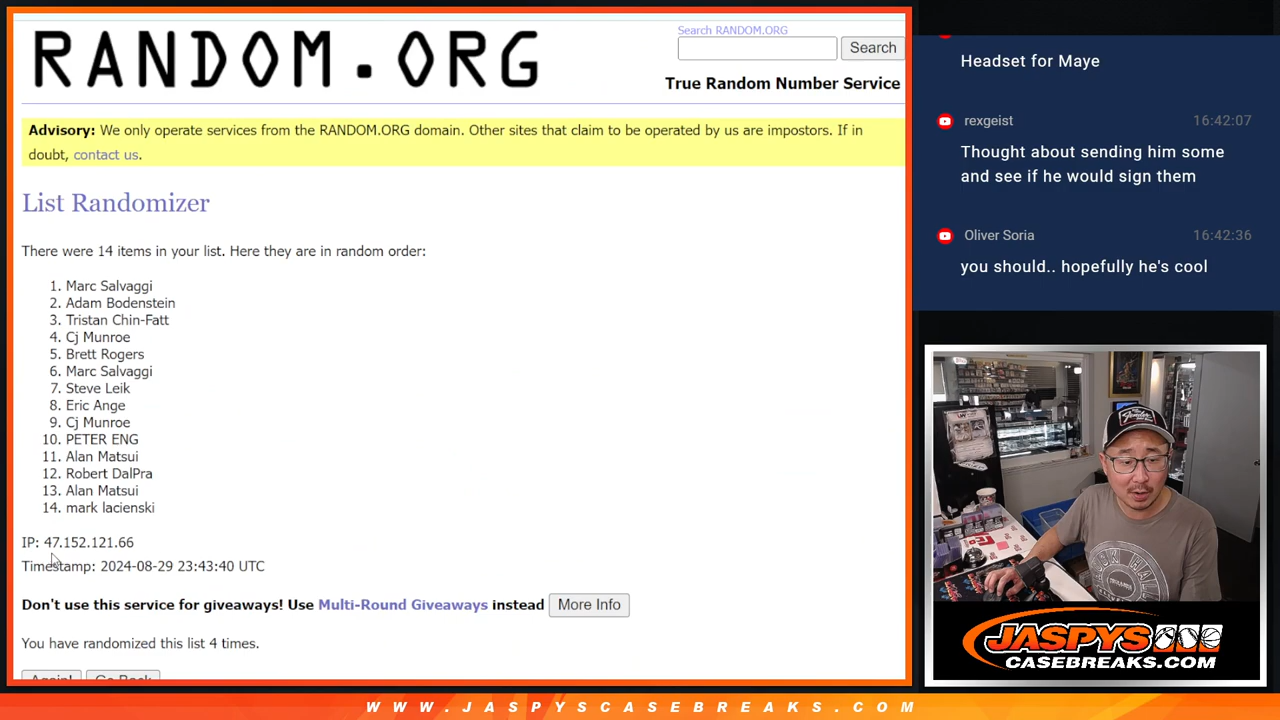 RANDOM.ORG
Search RANDOM.ORG
Search
True Random Number Service
Advisory: We only operate services from the RANDOM.ORG domain. Other sites that claim to be operated by us are impostors. If in
doubt, contact us.
List Randomizer
There were 14 items in your list. Here they are in random order:
1. Marc Salvaggi
2. Adam Bodenstein
3. Tristan Chin-Fatt
4. Cj Munroe
5. Brett Rogers
6. Marc Salvaggi
7. Steve Leik
8. Eric Ange
9. Cj Munroe
10. PETER ENG
11. Alan Matsui
12. Robert DalPra
13. Alan Matsui
14. mark lacienski
IP: 47.152.121.66
Timestamp: 2024-08-29 23:43:40 UTC
Don't use this service for giveaways! Use Multi-Round Giveaways instead
More Info
You have randomized this list 4 times.
Again!
Go Back
Headset for Maye
rexgeist 16:42:07
Thought about sending him some
and see if he would sign them
Oliver Soria 16:42:36
you should.. hopefully he's cool
JASPYS
CASEBREAKS.COM
WWW.JASPYSCASEBREAKS.COM